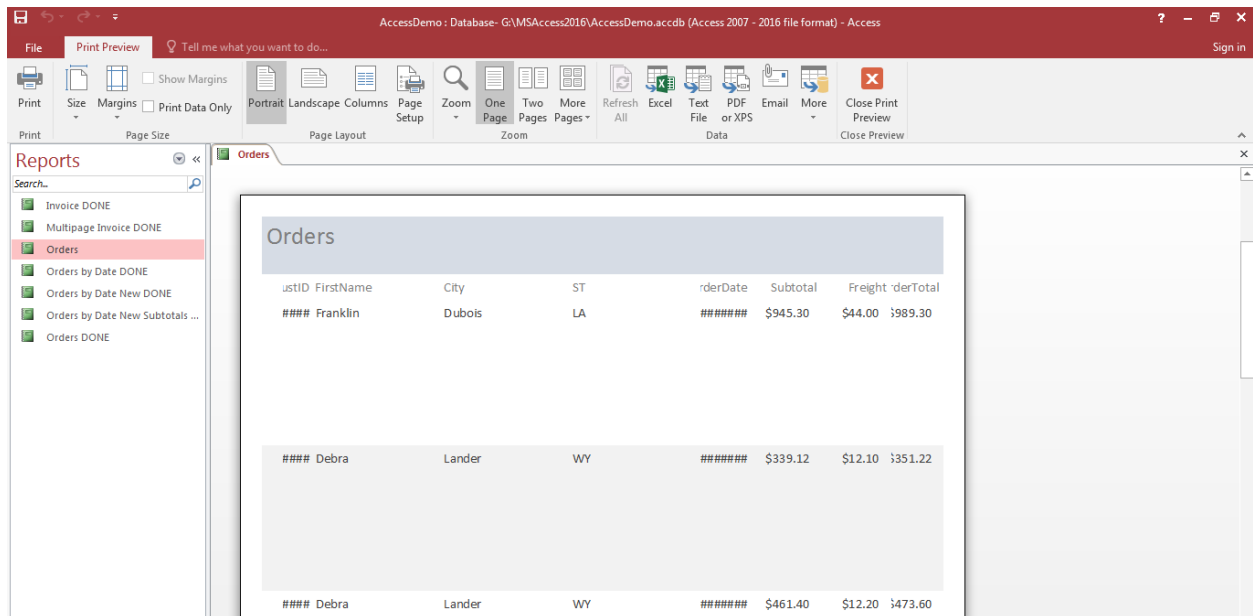 AccessDemo : Database- G:\MSAccess2016\AccessDemo.accdb (Access 2007 - 2016 file format) - Access
?
File Print Preview Tell me what you want to do... Sign in
Show Margins
Print Data Only
Print Size Margins Portrait Landscape Columns Page Setup Zoom One Page Two Pages More Pages Refresh All Excel Text File PDF or XPS Email More Close Print Preview
Print Page Size Page Layout Zoom Data Close Preview
Reports «
Search..
Invoice DONE
Multipage Invoice DONE
Orders
Orders by Date DONE
Orders by Date New DONE
Orders by Date New Subtotals ...
Orders DONE
Orders
Orders
ustID FirstName City ST rderDate Subtotal Freight rderTotal
#### Franklin Dubois LA ####### $945.30 $44.00 $989.30
#### Debra Lander WY ####### $339.12 $12.10 $351.22
#### Debra Lander WY ####### $461.40 $12.20 $473.60